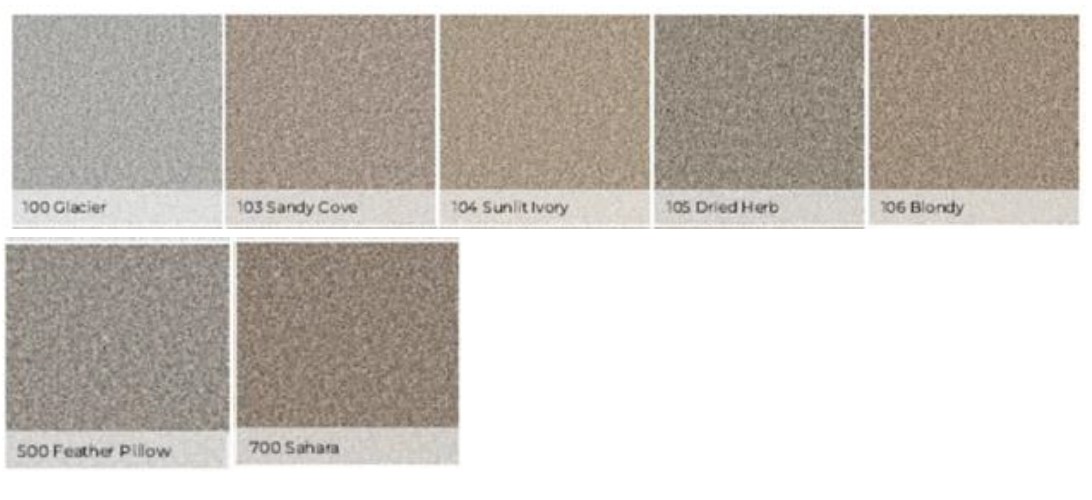 100 Glacier
103 Sandy Cove
104 Sunlit Ivory
105 Dried Herb
106 Blondy
500 Feather Pillow
700 Sahara